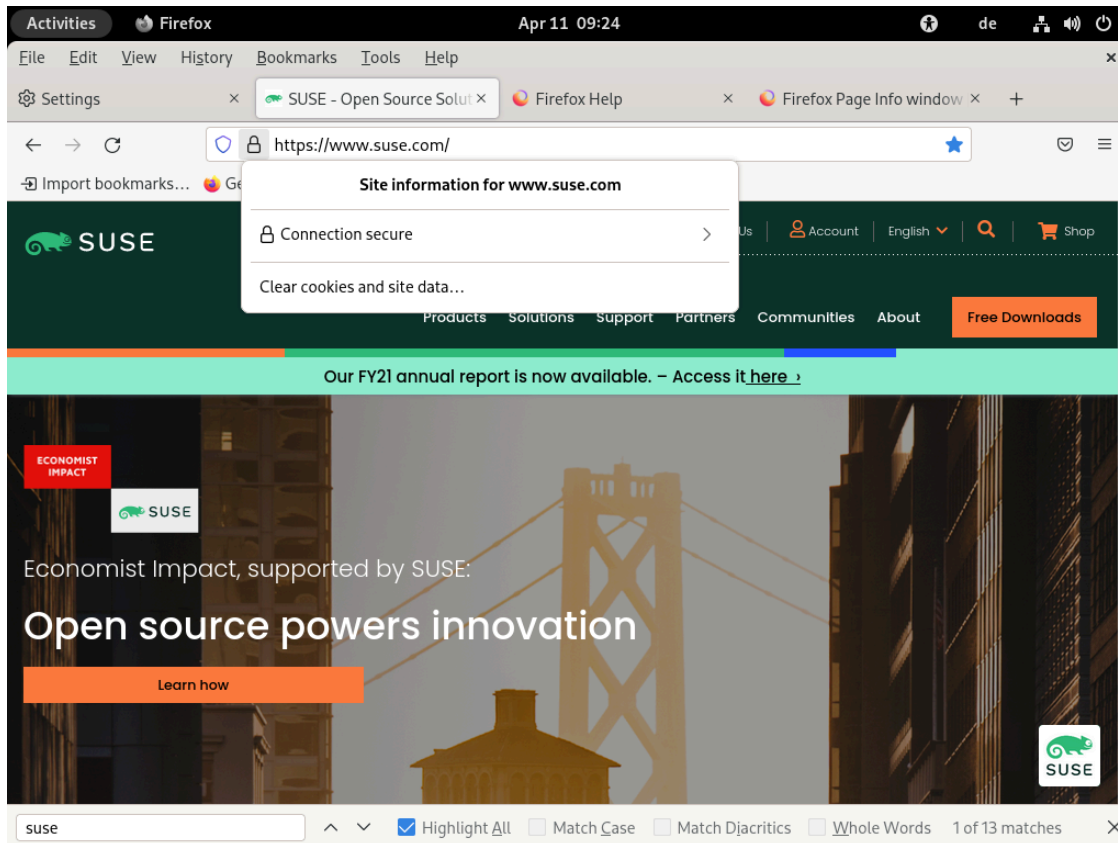 Activities Firefox Apr 11 09:24 de
File Edit View History Bookmarks Tools Help
Settings SUSE - Open Source Solut Firefox Help Firefox Page Info window
https://www.suse.com/
Import bookmarks… Ge
Site information for www.suse.com
Connection secure
Clear cookies and site data…
SUSE Us Account English Shop
Products Solutions Support Partners Communities About Free Downloads
Our FY21 annual report is now available. – Access it here ›
ECONOMIST
IMPACT
SUSE
Economist Impact, supported by SUSE:
Open source powers innovation
Learn how
SUSE
suse Highlight All Match Case Match Diacritics Whole Words 1 of 13 matches